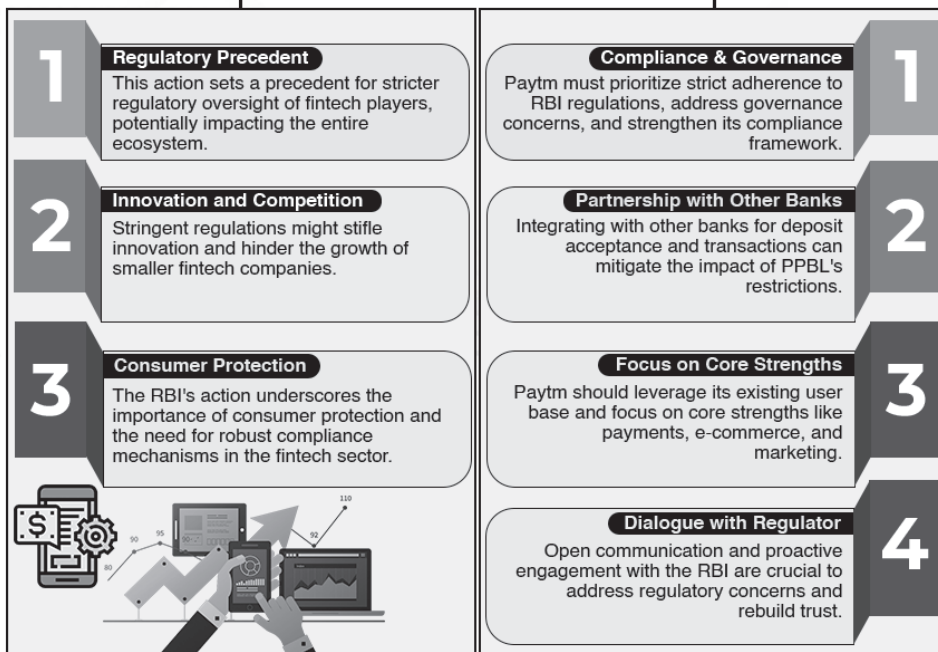 1
Regulatory Precedent
This action sets a precedent for stricter
regulatory oversight of fintech players,
potentially impacting the entire
ecosystem.
2
Innovation and Competition
Stringent regulations might stifle
innovation and hinder the growth of
smaller fintech companies.
3
Consumer Protection
The RBI's action underscores the
importance of consumer protection and
the need for robust compliance
mechanisms in the fintech sector.
$
80
90
95
92
110
1
Compliance & Governance
Paytm must prioritize strict adherence to
RBI regulations, address governance
concerns, and strengthen its compliance
framework.
2
Partnership with Other Banks
Integrating with other banks for deposit
acceptance and transactions can
mitigate the impact of PPBL's
restrictions.
3
Focus on Core Strengths
Paytm should leverage its existing user
base and focus on core strengths like
payments, e-commerce, and
marketing.
4
Dialogue with Regulator
Open communication and proactive
engagement with the RBI are crucial to
address regulatory concerns and
rebuild trust.